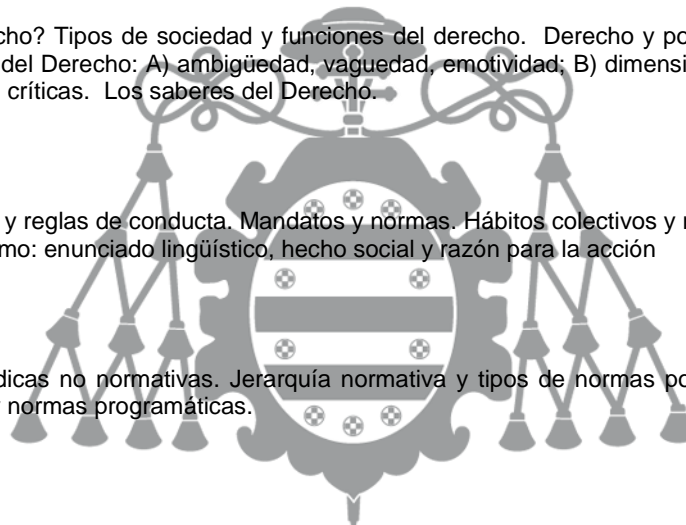 cho? Tipos de sociedad y funciones del derecho. Derecho y po
del Derecho: A) ambigüedad, vaguedad, emotividad; B) dimensi
críticas. Los saberes del Derecho.
y reglas de conducta. Mandatos y normas. Hábitos colectivos y
mo: enunciado lingüístico, hecho social y razón para la acción
dicas no normativas. Jerarquía normativa y tipos de normas po
y normas programáticas.